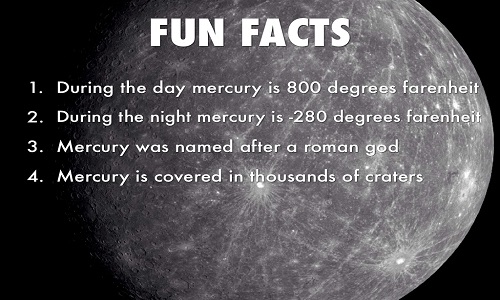 FUN FACTS
1. During the day mercury is 800 degrees farenheit
2. During the night mercury is -280 degrees farenheit
3. Mercury was named after a roman god
4. Mercury is covered in thousands of craters